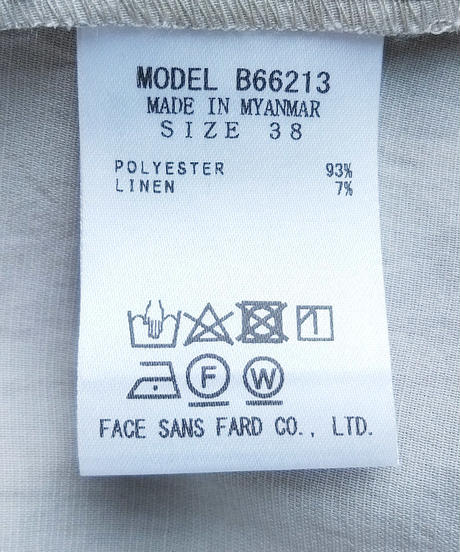 MODEL B66213
MADE IN MYANMAR
SIZE 38
POLYESTER 93%
LINEN 7%
F W
FACE SANS FARD CO., LTD.